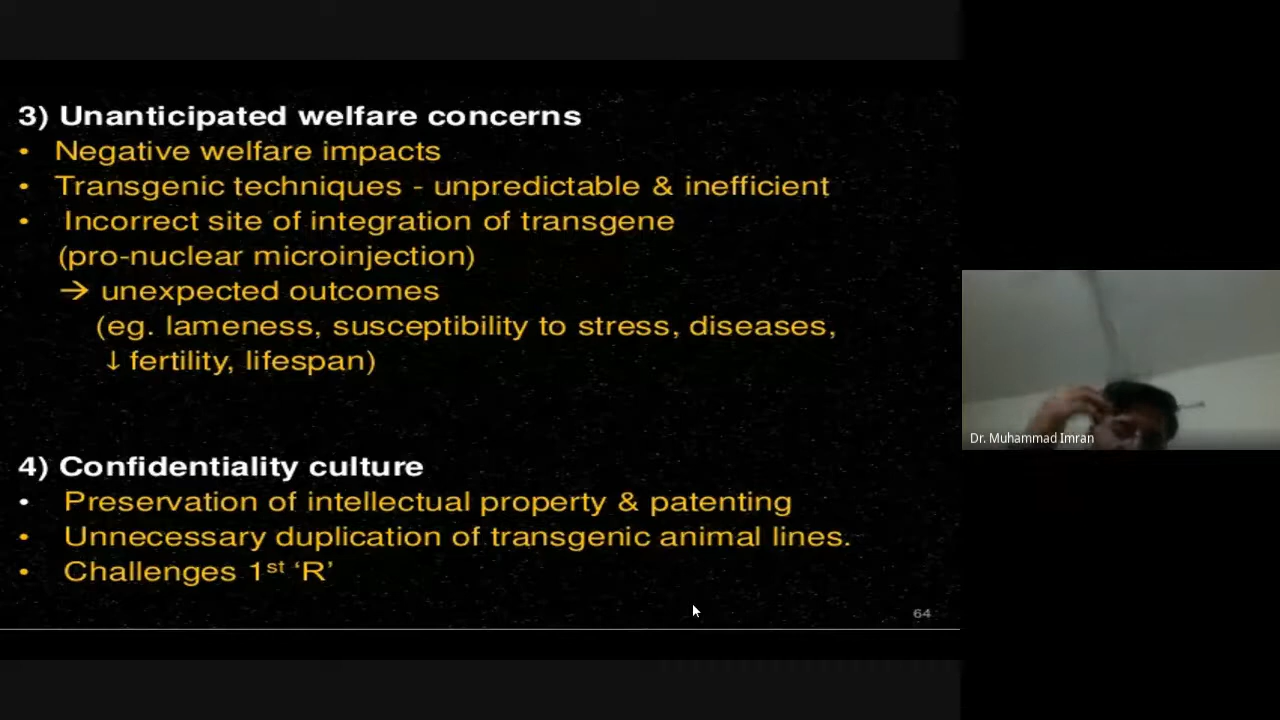 3) Unanticipated welfare concerns
• Negative welfare impacts
• Transgenic techniques - unpredictable & inefficient
• Incorrect site of integration of transgene
(pro-nuclear microinjection)
→ unexpected outcomes
(eg. lameness, susceptibility to stress, diseases,
↓ fertility, lifespan)
4) Confidentiality culture
• Preservation of intellectual property & patenting
• Unnecessary duplication of transgenic animal lines.
• Challenges 1st ‘R’
64
Dr. Muhammad Imran